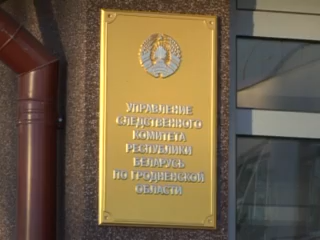 УПРАВЛЕНИЕ
СЛЕДСТВЕННОГО
КОМИТЕТА
РЕСПУБЛИКИ
БЕЛАРУСЬ
ПО ГРОДНЕНСКОЙ
ОБЛАСТИ